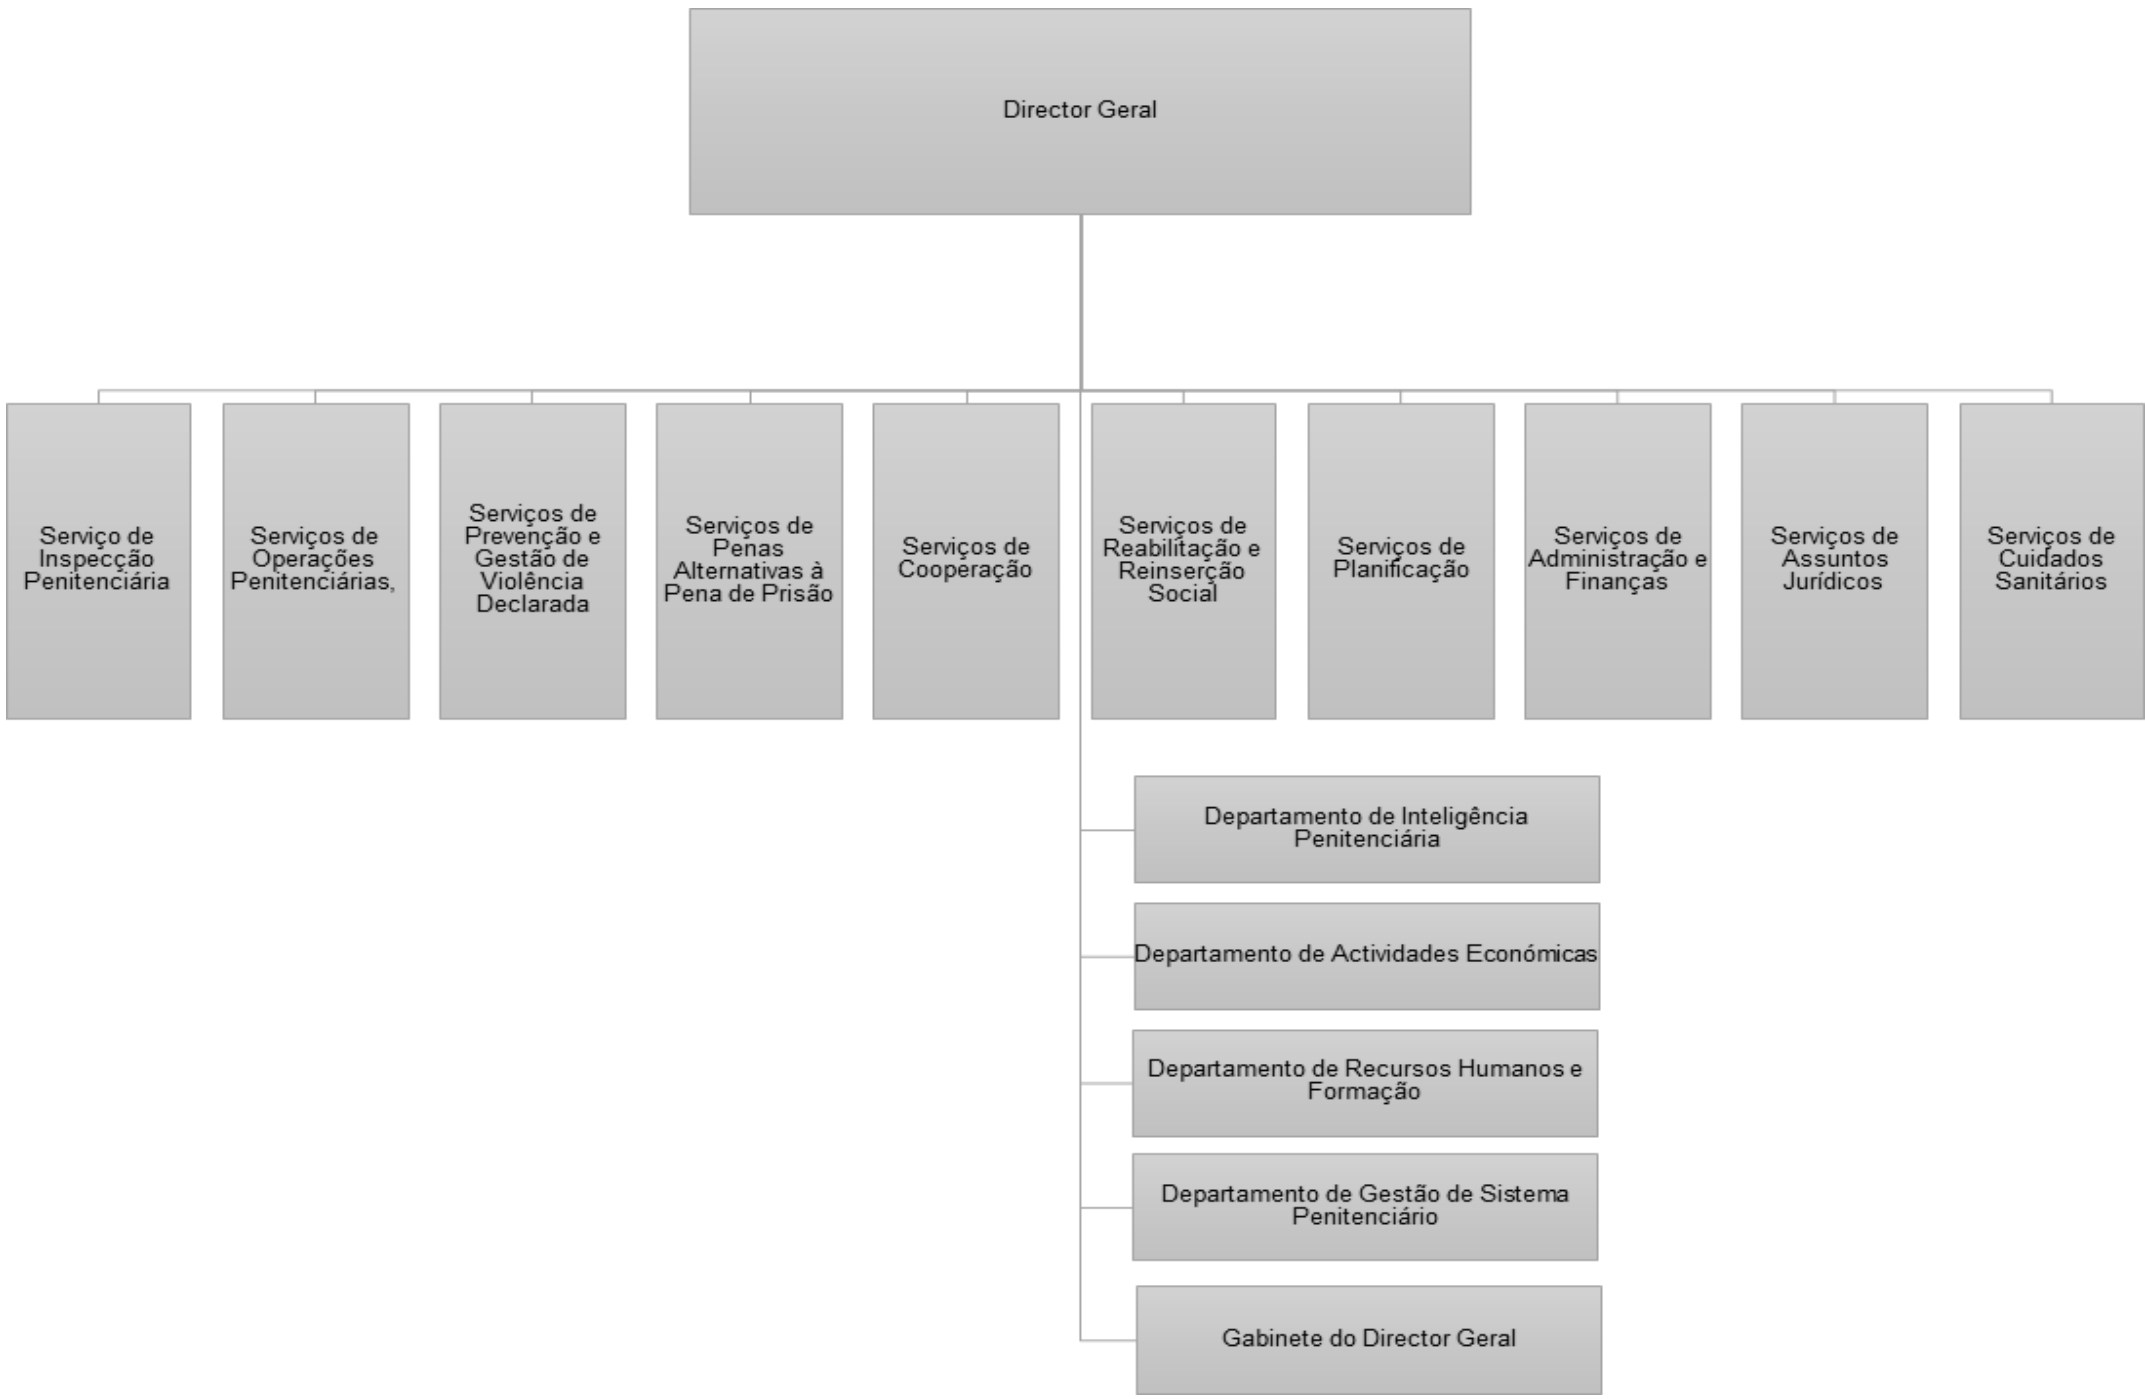 Director Geral
Serviço de
Inspecção
Penitenciária
Serviços de
Operações
Penitenciárias,
Serviços de
Prevenção e
Gestão de
Violência
Declarada
Serviços de
Penas
Alternativas à
Pena de Prisão
Serviços de
Cooperação
Serviços de
Reabilitação e
Reinserção
Social
Serviços de
Planificação
Serviços de
Administração e
Finanças
Serviços de
Assuntos
Jurídicos
Serviços de
Cuidados
Sanitários
Departamento de Inteligência
Penitenciária
Departamento de Actividades Económicas
Departamento de Recursos Humanos e
Formação
Departamento de Gestão de Sistema
Penitenciário
Gabinete do Director Geral